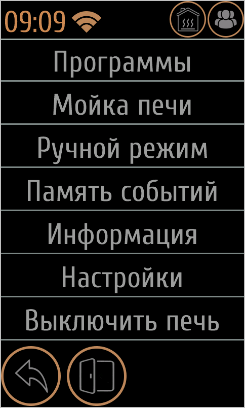 09:09
Программы
Мойка печи
Ручной режим
Память событий
Информация
Настройки
Выключить печь